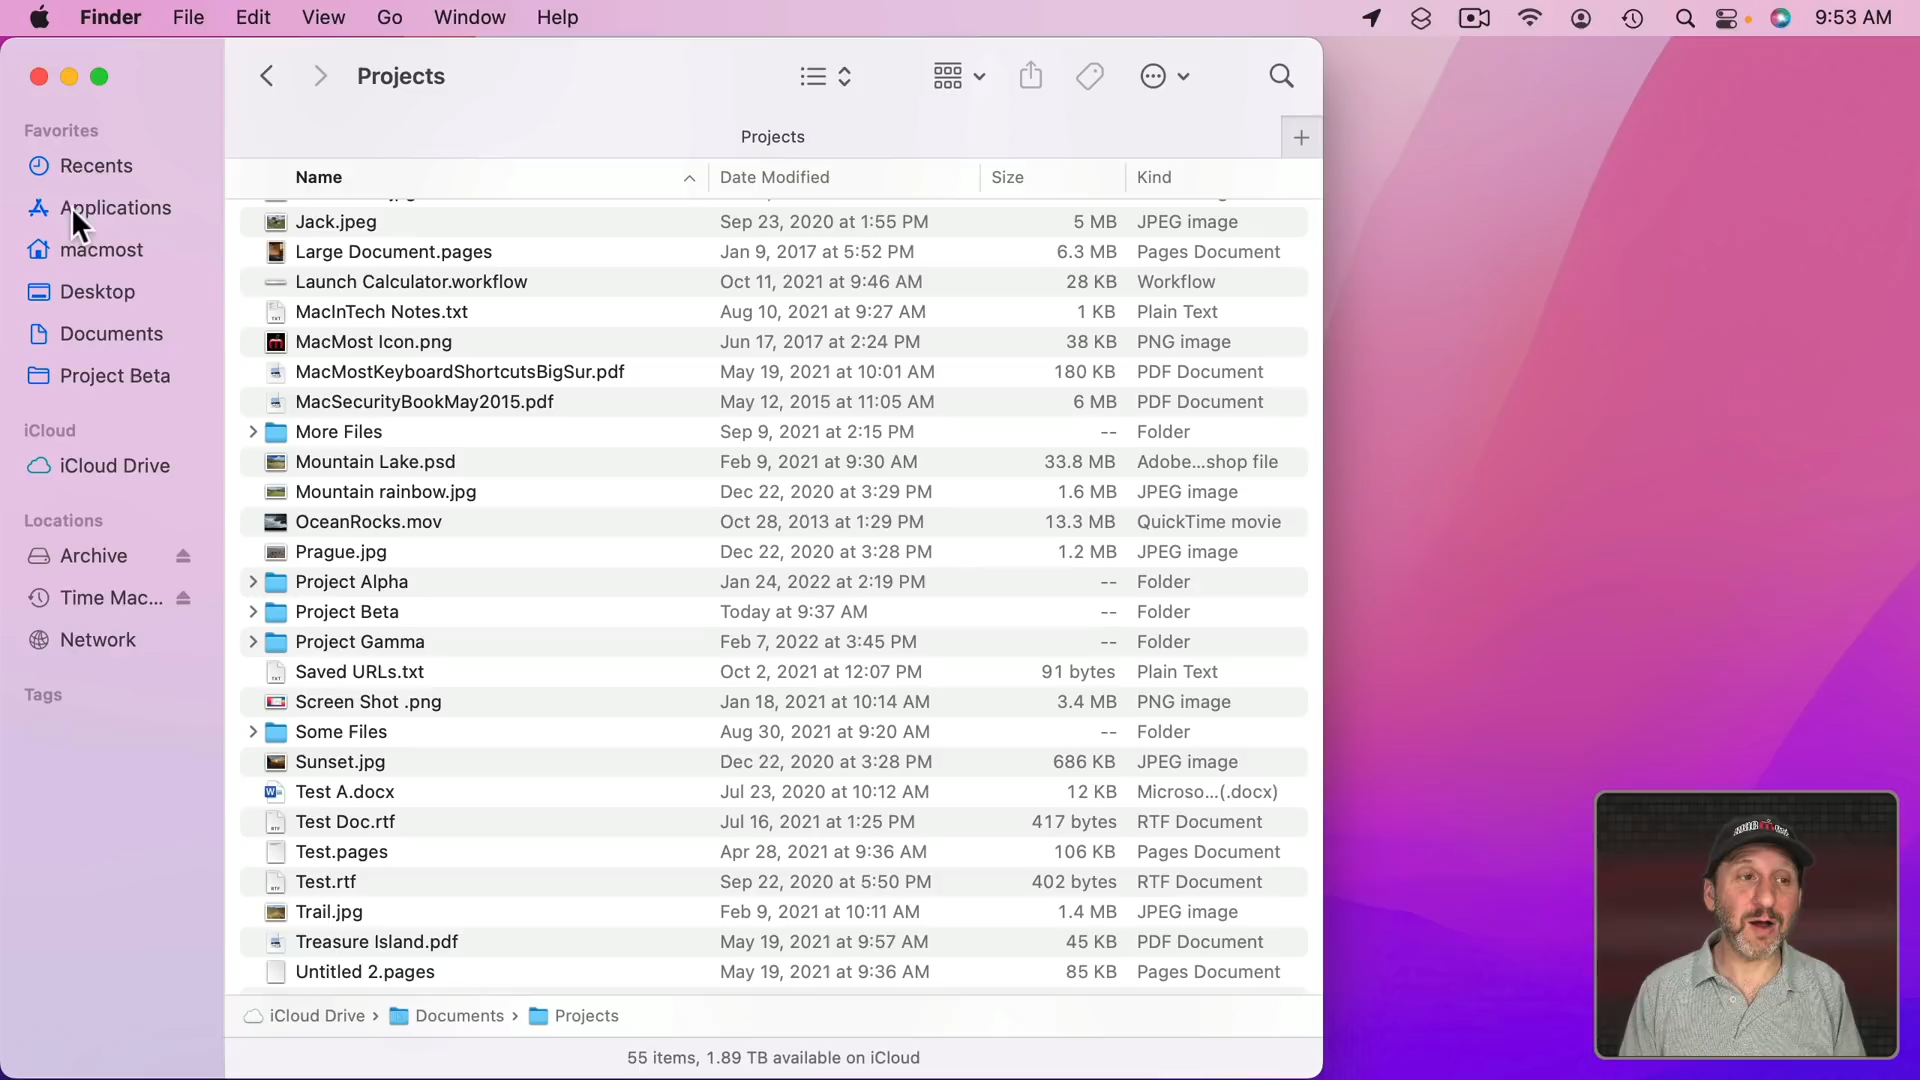 Finder File Edit View Go Window Help 9:53 AM
Projects
Projects
Favorites
Recents
Applications
macmost
Desktop
Documents
Project Beta
iCloud
iCloud Drive
Locations
Archive
Time Mac...
Network
Tags
Name Date Modified Size Kind
Jack.jpeg Sep 23, 2020 at 1:55 PM 5 MB JPEG image
Large Document.pages Jan 9, 2017 at 5:52 PM 6.3 MB Pages Document
Launch Calculator.workflow Oct 11, 2021 at 9:46 AM 28 KB Workflow
MacInTech Notes.txt Aug 10, 2021 at 9:27 AM 1 KB Plain Text
MacMost Icon.png Jun 17, 2017 at 2:24 PM 38 KB PNG image
MacMostKeyboardShortcutsBigSur.pdf May 19, 2021 at 10:01 AM 180 KB PDF Document
MacSecurityBookMay2015.pdf May 12, 2015 at 11:05 AM 6 MB PDF Document
More Files Sep 9, 2021 at 2:15 PM -- Folder
Mountain Lake.psd Feb 9, 2021 at 9:30 AM 33.8 MB Adobe...shop file
Mountain rainbow.jpg Dec 22, 2020 at 3:29 PM 1.6 MB JPEG image
OceanRocks.mov Oct 28, 2013 at 1:29 PM 13.3 MB QuickTime movie
Prague.jpg Dec 22, 2020 at 3:28 PM 1.2 MB JPEG image
Project Alpha Jan 24, 2022 at 2:19 PM -- Folder
Project Beta Today at 9:37 AM -- Folder
Project Gamma Feb 7, 2022 at 3:45 PM -- Folder
Saved URLs.txt Oct 2, 2021 at 12:07 PM 91 bytes Plain Text
Screen Shot .png Jan 18, 2021 at 10:14 AM 3.4 MB PNG image
Some Files Aug 30, 2021 at 9:20 AM -- Folder
Sunset.jpg Dec 22, 2020 at 3:28 PM 686 KB JPEG image
Test A.docx Jul 23, 2020 at 10:12 AM 12 KB Microso...(.docx)
Test Doc.rtf Jul 16, 2021 at 1:25 PM 417 bytes RTF Document
Test.pages Apr 28, 2021 at 9:36 AM 106 KB Pages Document
Test.rtf Sep 22, 2020 at 5:50 PM 402 bytes RTF Document
Trail.jpg Feb 9, 2021 at 10:11 AM 1.4 MB JPEG image
Treasure Island.pdf May 19, 2021 at 9:57 AM 45 KB PDF Document
Untitled 2.pages May 19, 2021 at 9:36 AM 85 KB Pages Document
iCloud Drive › Documents › Projects
55 items, 1.89 TB available on iCloud